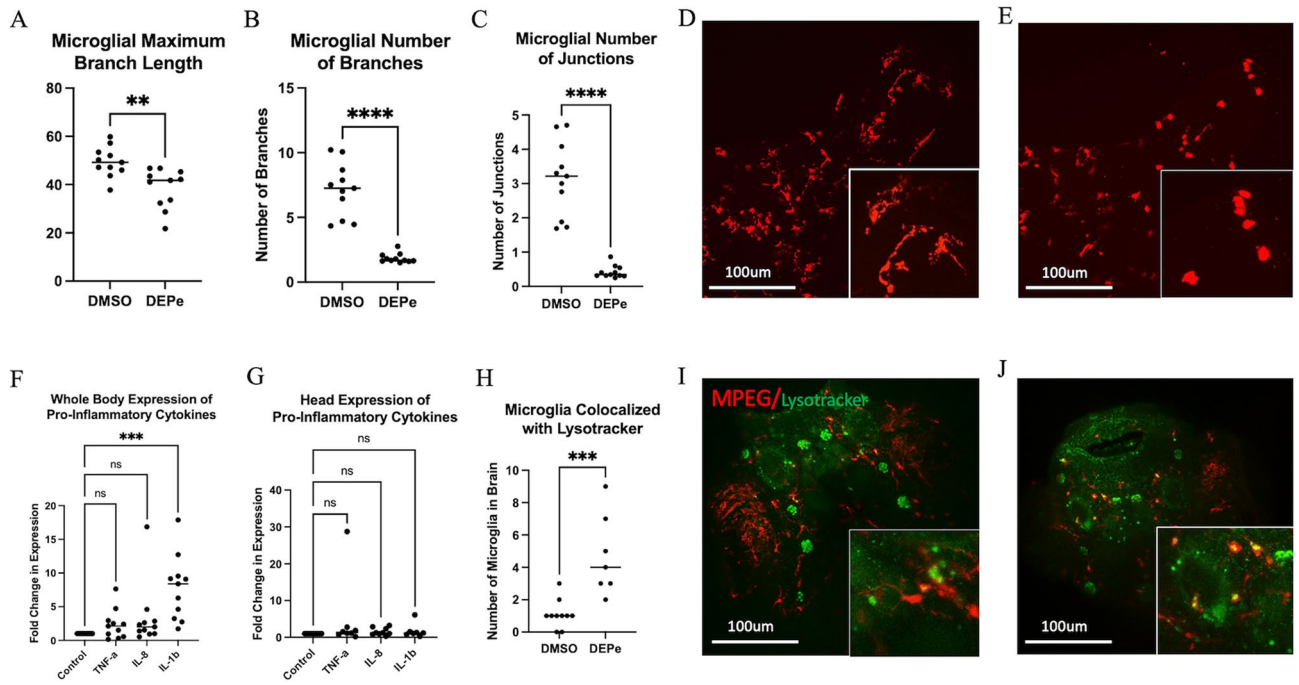 A
Microglial Maximum
Branch Length
**
80
60
40
20
0
DMSO
DEPe
B
Microglial Number
of Branches
****
Number of Branches
15
10
5
0
DMSO
DEPe
C
Microglial Number
of Junctions
****
Number of Junctions
5
4
3
2
1
0
DMSO
DEPe
D
100um
E
100um
F
Whole Body Expression of
Pro-Inflammatory Cytokines
***
ns
ns
Fold Change in Expression
20
15
10
5
0
Control
TNF-a
IL-8
IL-1b
G
Head Expression of
Pro-Inflammatory Cytokines
ns
ns
ns
Fold Change in Expression
40
30
20
10
0
Control
TNF-a
IL-8
IL-1b
H
Microglia Colocalized
with Lysotracker
***
Number of Microglia in Brain
10
8
6
4
2
0
DMSO
DEPe
I
MPEG/Lysotracker
100um
J
100um